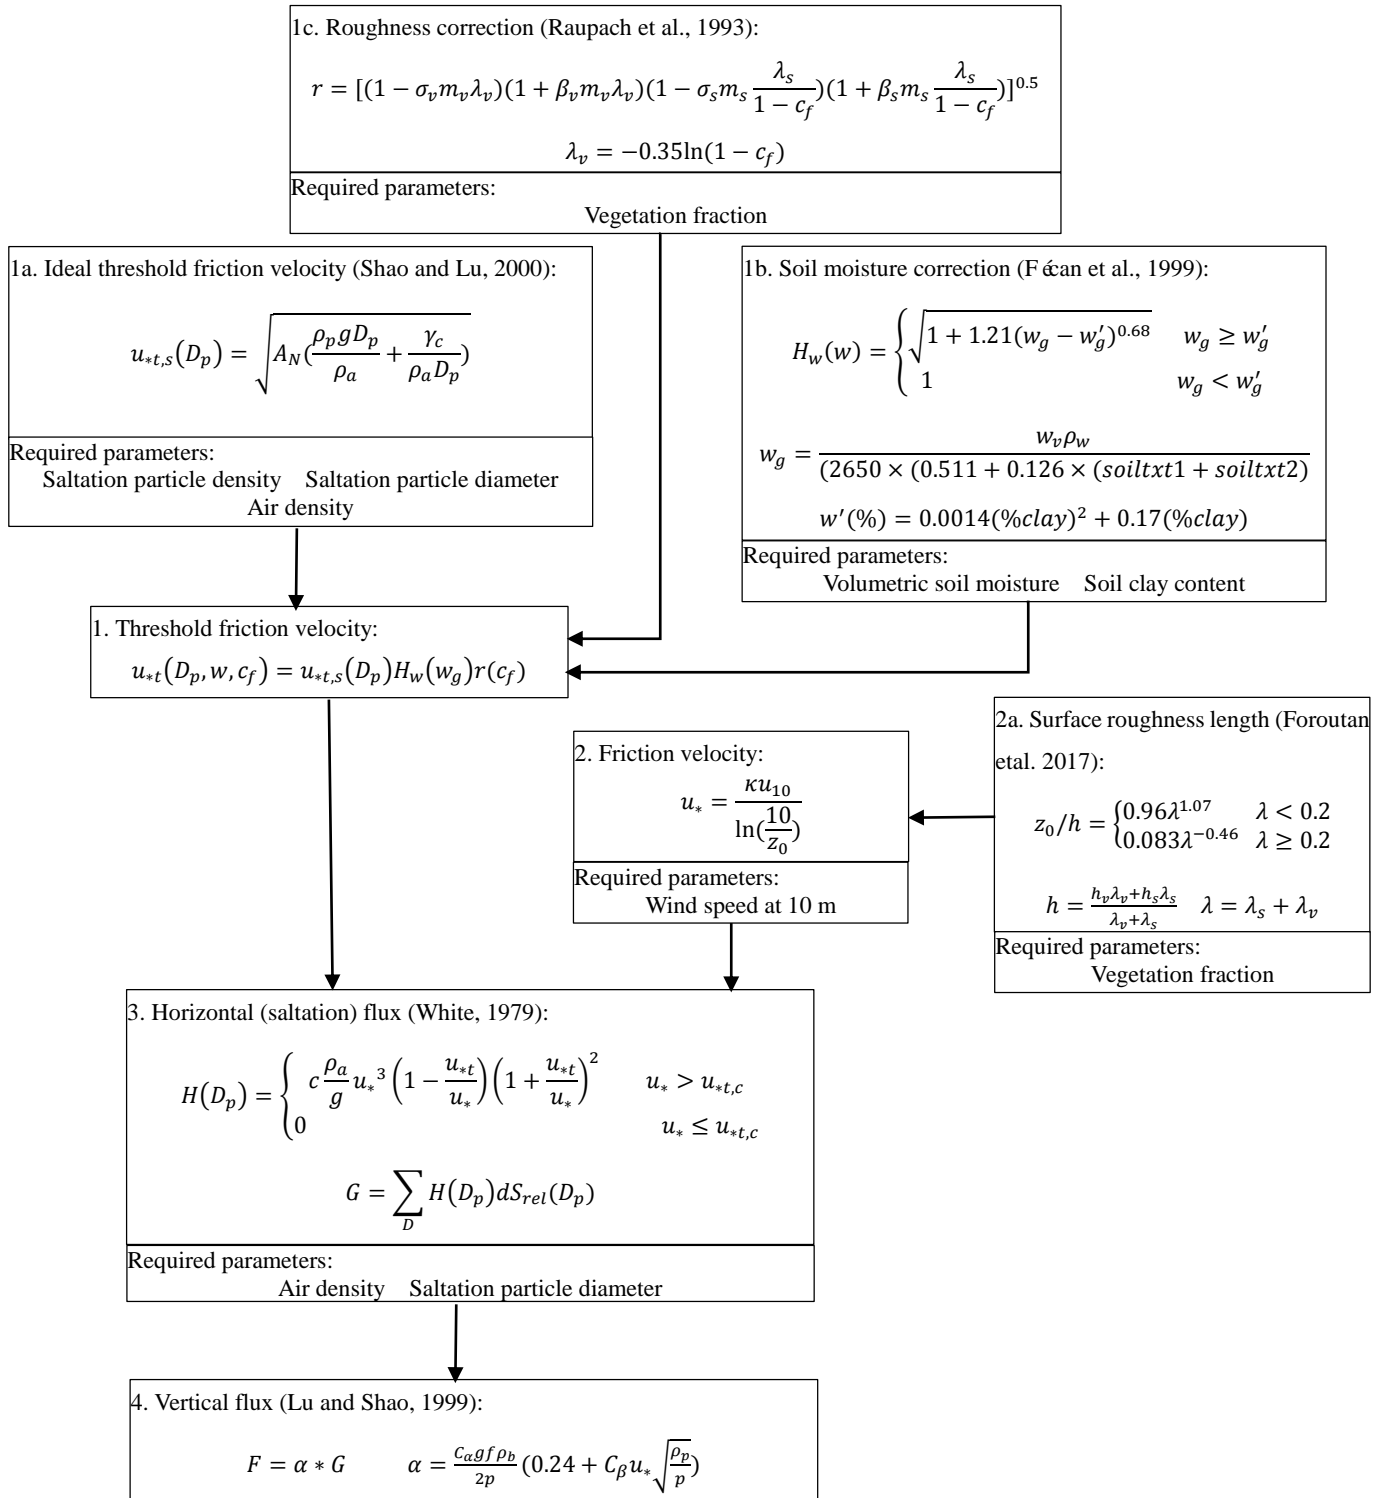 1c. Roughness correction (Raupach et al., 1993):
r = [(1 − σ_v m_v λ_v)(1 + β_v m_v λ_v)(1 − σ_s m_s λ_s/(1 − c_f))(1 + β_s m_s λ_s/(1 − c_f))]^0.5
λ_v = −0.35ln(1 − c_f)
Required parameters:
Vegetation fraction
1a. Ideal threshold friction velocity (Shao and Lu, 2000):
u_{*t,s}(D_p) = √(A_N(ρ_p g D_p/ρ_a + γ_c/(ρ_a D_p)))
Required parameters:
Saltation particle density Saltation particle diameter
Air density
1b. Soil moisture correction (Fécan et al., 1999):
H_w(w) = { √(1 + 1.21(w_g − w'_g)^0.68) w_g ≥ w'_g
1 w_g < w'_g
w_g = w_v ρ_w/(2650 × (0.511 + 0.126 × (soiltxt1 + soiltxt2)
w'(%) = 0.0014(%clay)² + 0.17(%clay)
Required parameters:
Volumetric soil moisture Soil clay content
1. Threshold friction velocity:
u_{*t}(D_p, w, c_f) = u_{*t,s}(D_p)H_w(w_g)r(c_f)
2. Friction velocity:
u_* = κu_10/ln(10/z_0)
Required parameters:
Wind speed at 10 m
2a. Surface roughness length (Foroutan
etal. 2017):
z_0/h = { 0.96λ^1.07 λ < 0.2
0.083λ^−0.46 λ ≥ 0.2
h = (h_v λ_v+h_s λ_s)/(λ_v+λ_s) λ = λ_s + λ_v
Required parameters:
Vegetation fraction
3. Horizontal (saltation) flux (White, 1979):
H(D_p) = { c ρ_a/g u_*³ (1 − u_{*t}/u_*)(1 + u_{*t}/u_*)² u_* > u_{*t,c}
0 u_* ≤ u_{*t,c}
G = ∑_D H(D_p)dS_rel(D_p)
Required parameters:
Air density Saltation particle diameter
4. Vertical flux (Lu and Shao, 1999):
F = α * G α = C_α g f ρ_b/2p (0.24 + C_β u_* √(ρ_p/p))